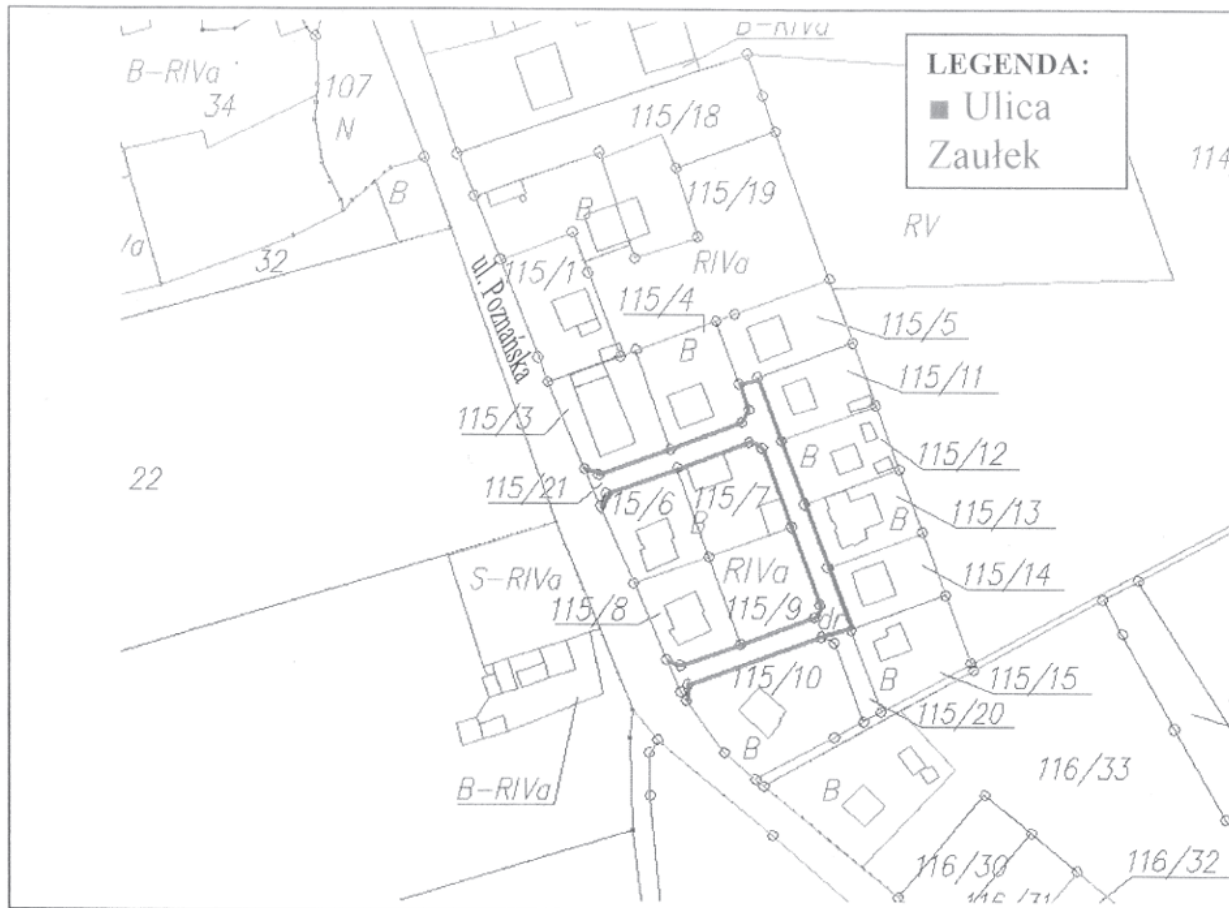 B-RIVa
LEGENDA:
■ Ulica
Zaułek
B-RIVa
107
34
N
115/18
114
B
115/19
B
/a
RV
32
115/1
RIVa
ul. Poznańska
115/4
115/5
B
115/11
115/3
B
115/12
22
115/21
115/6
115/7
B
115/13
B
S-RIVa
RIVa
115/14
115/8
115/9
dr
115/10
B
115/15
115/20
B
116/33
B-RIVa
B
116/30
116/32
116/31